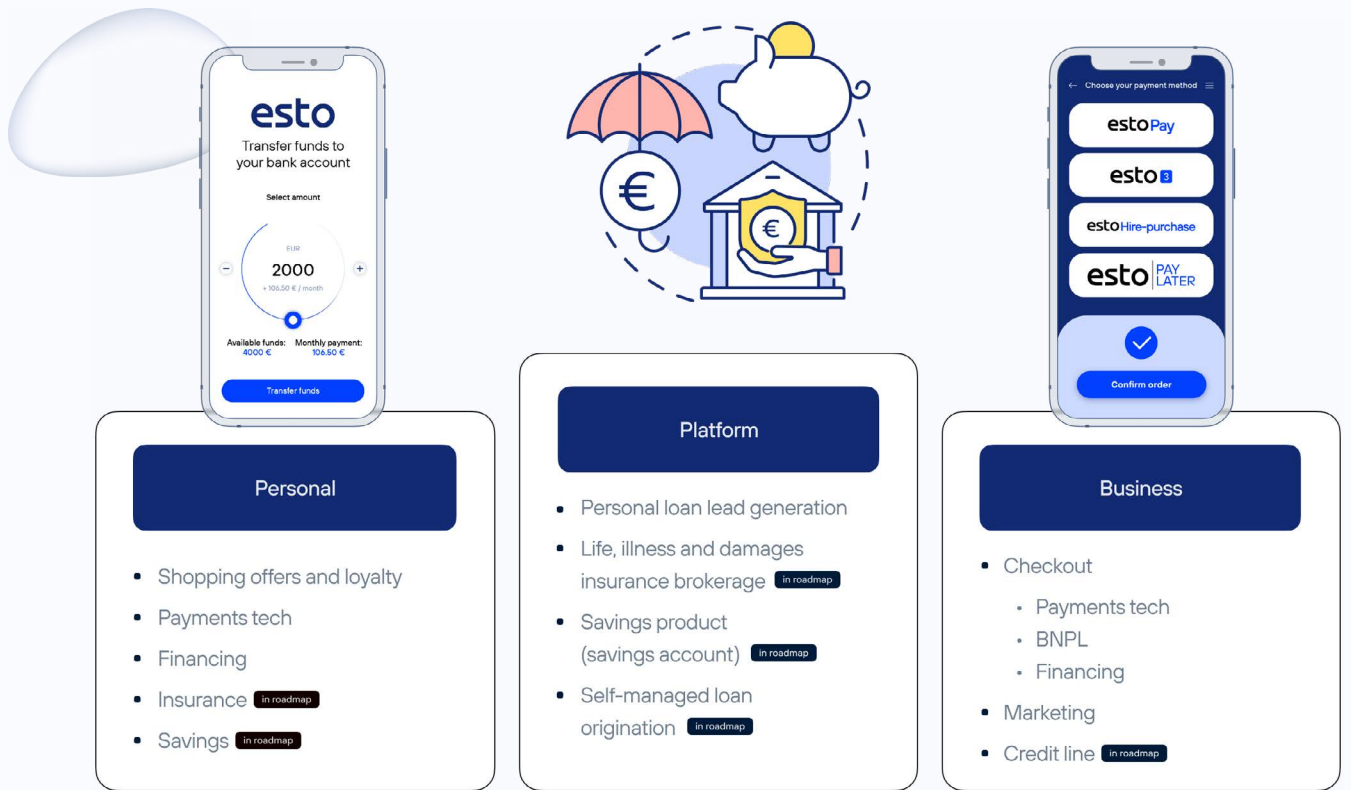 esto
Transfer funds to
your bank account
Select amount
EUR
− 2000 +
+ 106.50 € / month
Available funds: Monthly payment:
4000 € 106.50 €
Transfer funds
Personal
• Shopping offers and loyalty
• Payments tech
• Financing
• Insurance in roadmap
• Savings in roadmap
€
€
Platform
• Personal loan lead generation
• Life, illness and damages
insurance brokerage in roadmap
• Savings product
(savings account) in roadmap
• Self-managed loan
origination in roadmap
← Choose your payment method
esto Pay
esto 3
esto Hire-purchase
esto PAY
LATER
Confirm order
Business
• Checkout
• Payments tech
• BNPL
• Financing
• Marketing
• Credit line in roadmap